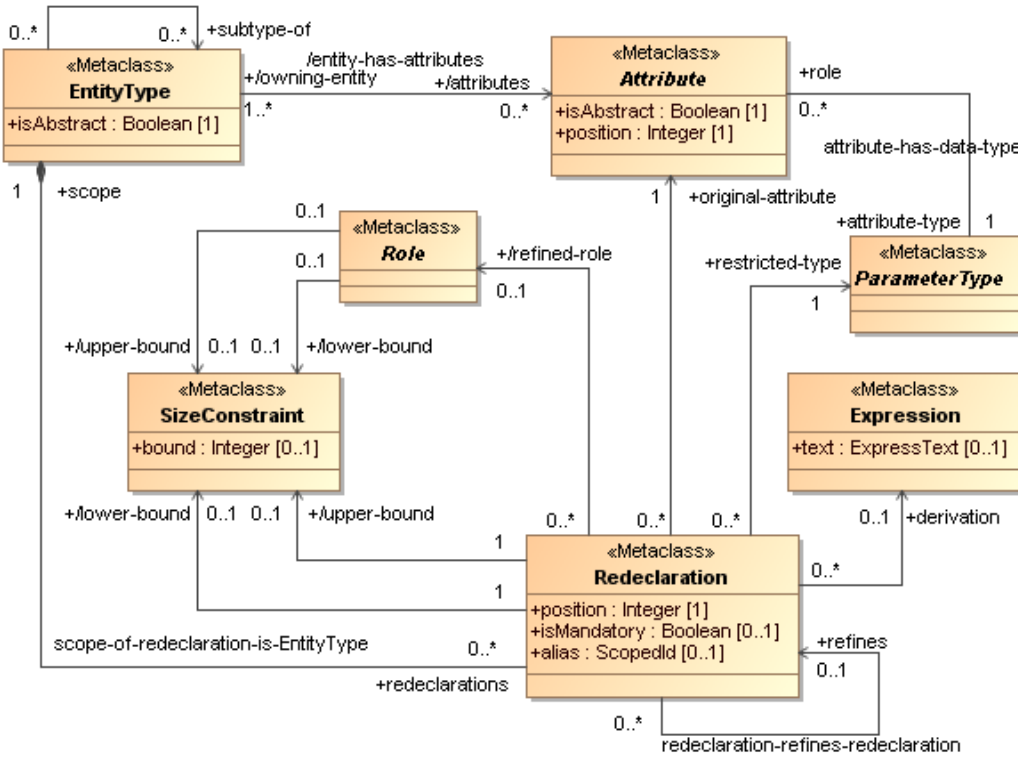 0..*
0..*
+subtype-of
«Metaclass»
EntityType
+isAbstract : Boolean [1]
/entity-has-attributes
+/owning-entity
+/attributes
1..*
0..*
«Metaclass»
Attribute
+isAbstract : Boolean [1]
+position : Integer [1]
+role
0..*
attribute-has-data-type
1
+scope
0..1
«Metaclass»
Role
0..1
+/refined-role
0..1
1
+original-attribute
+attribute-type
1
+restricted-type
1
«Metaclass»
ParameterType
+/upper-bound
0..1
0..1
+/lower-bound
«Metaclass»
SizeConstraint
+bound : Integer [0..1]
«Metaclass»
Expression
+text : ExpressText [0..1]
+/lower-bound
0..1
0..1
+/upper-bound
0..*
0..*
0..*
0..1
+derivation
1
1
«Metaclass»
Redeclaration
+position : Integer [1]
+isMandatory : Boolean [0..1]
+alias : ScopedId [0..1]
0..*
scope-of-redeclaration-is-EntityType
0..*
+redeclarations
+refines
0..1
0..*
redeclaration-refines-redeclaration